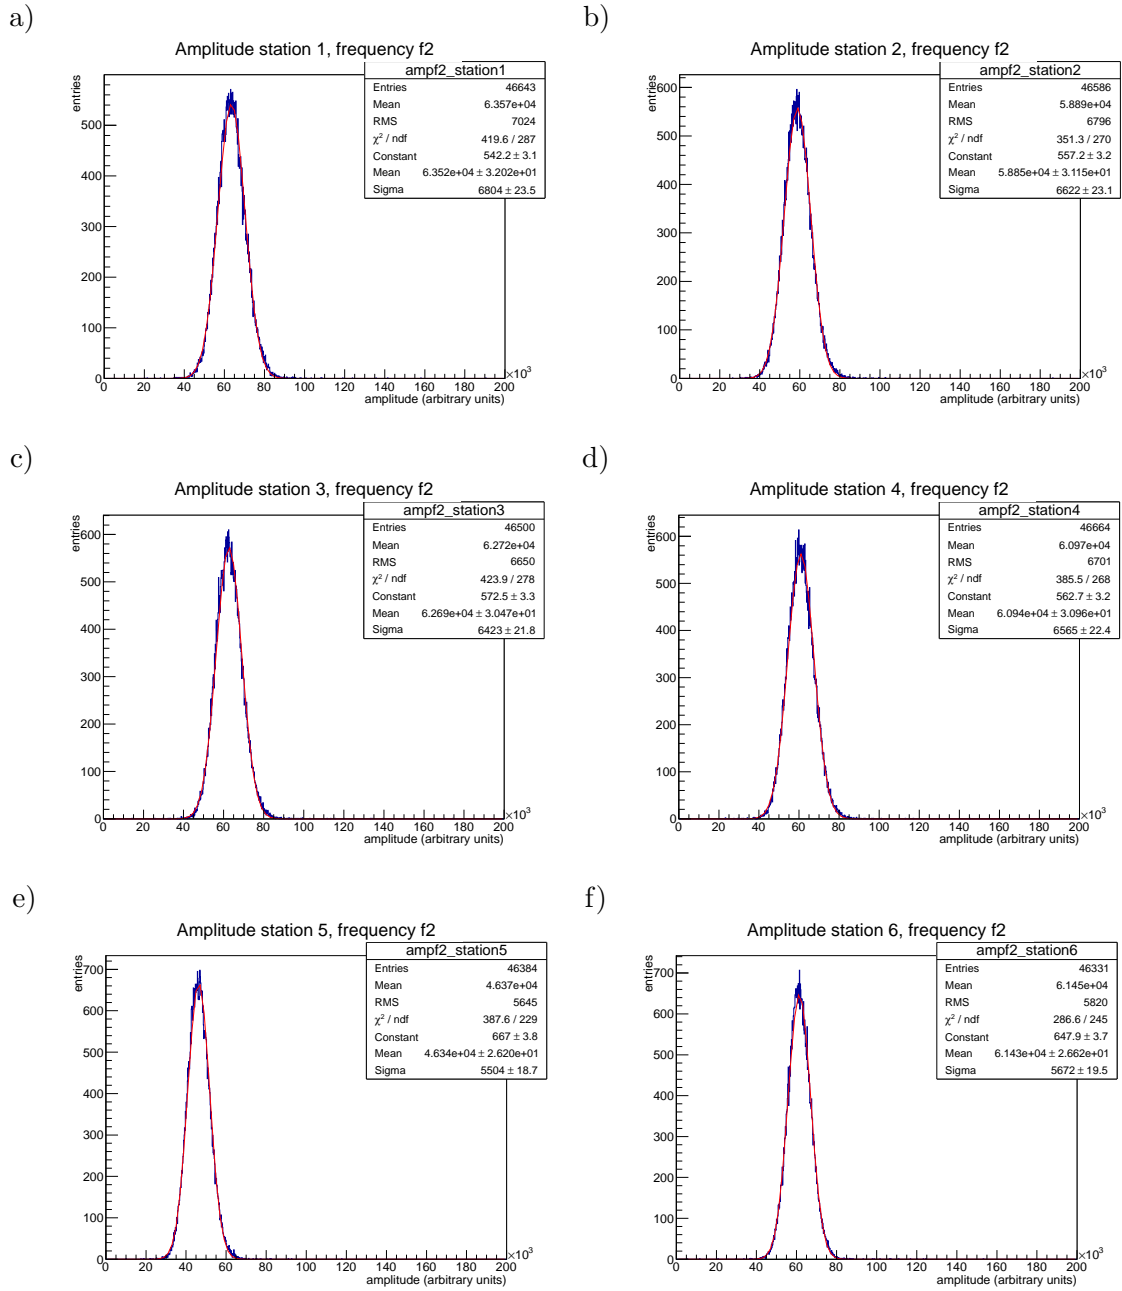 a)
Amplitude station 1, frequency f2
entries
ampf2_station1
Entries 46643
Mean 6.357e+04
RMS 7024
χ² / ndf 419.6 / 287
Constant 542.2 ± 3.1
Mean 6.352e+04 ± 3.202e+01
Sigma 6804 ± 23.5
500
400
300
200
100
0
0 20 40 60 80 100 120 140 160 180 200
×10³
amplitude (arbitrary units)
b)
Amplitude station 2, frequency f2
entries
ampf2_station2
Entries 46586
Mean 5.889e+04
RMS 6796
χ² / ndf 351.3 / 270
Constant 557.2 ± 3.2
Mean 5.885e+04 ± 3.115e+01
Sigma 6622 ± 23.1
600
500
400
300
200
100
0
0 20 40 60 80 100 120 140 160 180 200
×10³
amplitude (arbitrary units)
c)
Amplitude station 3, frequency f2
entries
ampf2_station3
Entries 46500
Mean 6.272e+04
RMS 6650
χ² / ndf 423.9 / 278
Constant 572.5 ± 3.3
Mean 6.269e+04 ± 3.047e+01
Sigma 6423 ± 21.8
600
500
400
300
200
100
0
0 20 40 60 80 100 120 140 160 180 200
×10³
amplitude (arbitrary units)
d)
Amplitude station 4, frequency f2
entries
ampf2_station4
Entries 46664
Mean 6.097e+04
RMS 6701
χ² / ndf 385.5 / 268
Constant 562.7 ± 3.2
Mean 6.094e+04 ± 3.096e+01
Sigma 6565 ± 22.4
600
500
400
300
200
100
0
0 20 40 60 80 100 120 140 160 180 200
×10³
amplitude (arbitrary units)
e)
Amplitude station 5, frequency f2
entries
ampf2_station5
Entries 46384
Mean 4.637e+04
RMS 5645
χ² / ndf 387.6 / 229
Constant 667 ± 3.8
Mean 4.634e+04 ± 2.620e+01
Sigma 5504 ± 18.7
700
600
500
400
300
200
100
0
0 20 40 60 80 100 120 140 160 180 200
×10³
amplitude (arbitrary units)
f)
Amplitude station 6, frequency f2
entries
ampf2_station6
Entries 46331
Mean 6.145e+04
RMS 5820
χ² / ndf 286.6 / 245
Constant 647.9 ± 3.7
Mean 6.143e+04 ± 2.662e+01
Sigma 5672 ± 19.5
700
600
500
400
300
200
100
0
0 20 40 60 80 100 120 140 160 180 200
×10³
amplitude (arbitrary units)